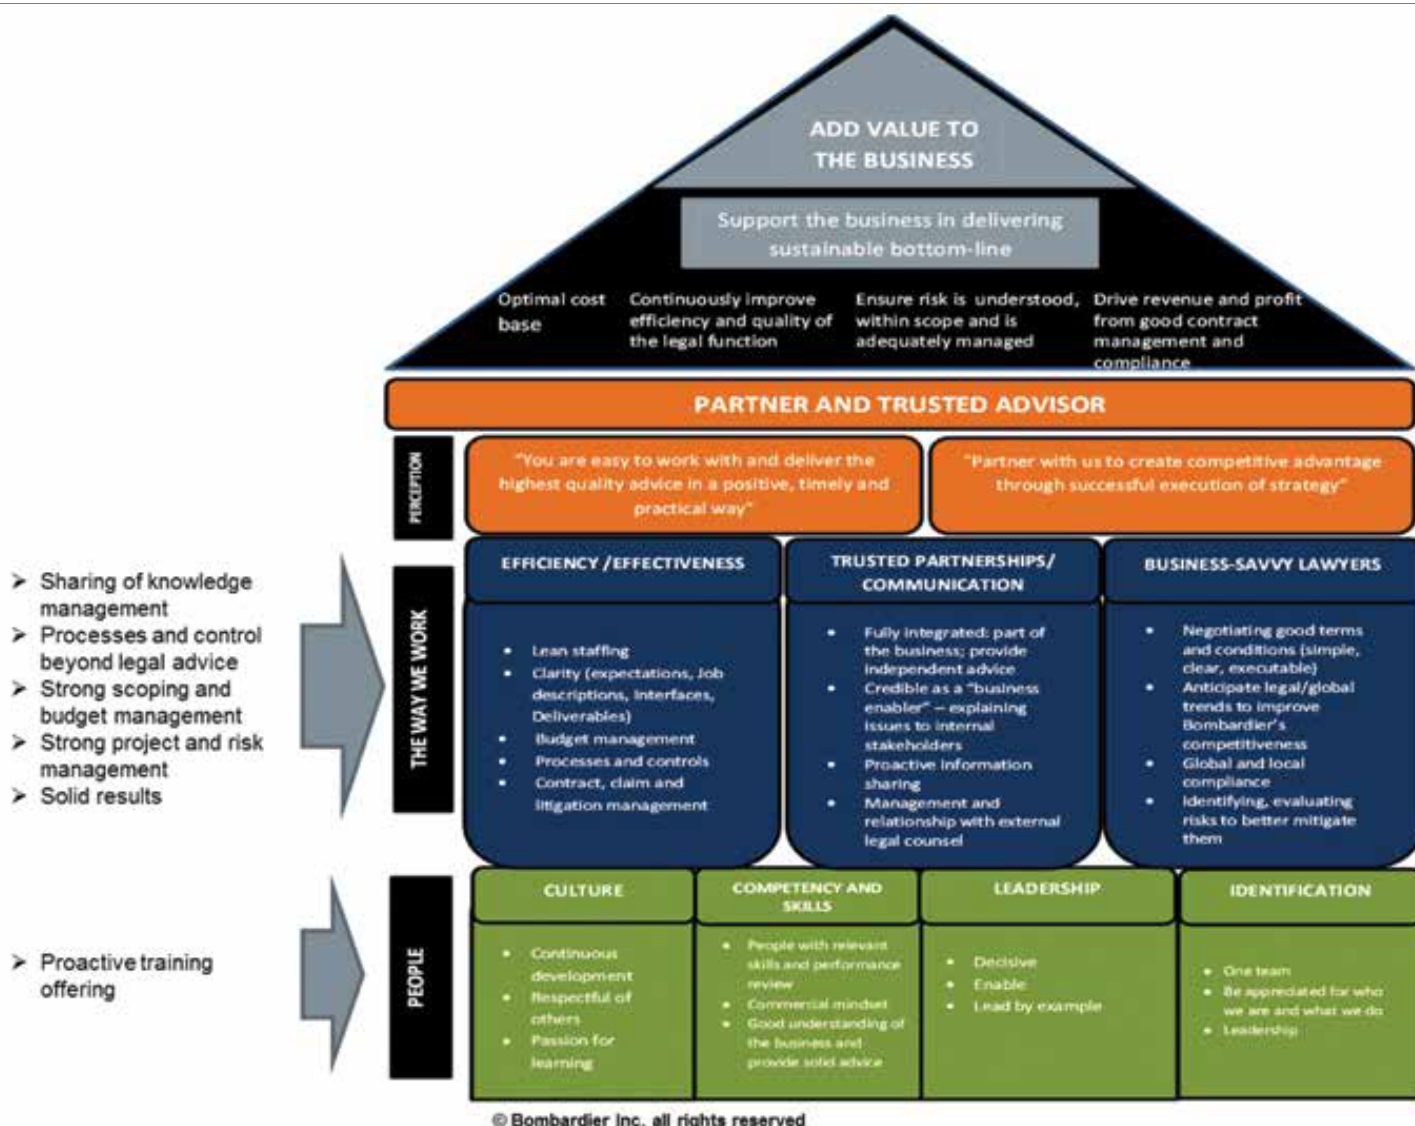 ADD VALUE TO
THE BUSINESS
Support the business in delivering
sustainable bottom-line
Optimal cost
base
Continuously improve
efficiency and quality of
the legal function
Ensure risk is understood,
within scope and is
adequately managed
Drive revenue and profit
from good contract
management and
compliance
PARTNER AND TRUSTED ADVISOR
PERCEPTION
"You are easy to work with and deliver the
highest quality advice in a positive, timely and
practical way"
"Partner with us to create competitive advantage
through successful execution of strategy"
➢ Sharing of knowledge
management
➢ Processes and control
beyond legal advice
➢ Strong scoping and
budget management
➢ Strong project and risk
management
➢ Solid results
THE WAY WE WORK
EFFICIENCY /EFFECTIVENESS
• Lean staffing
• Clarity (expectations, Job
descriptions, Interfaces,
Deliverables)
• Budget management
• Processes and controls
• Contract, claim and
litigation management
TRUSTED PARTNERSHIPS/
COMMUNICATION
• Fully integrated: part of
the business; provide
independent advice
• Credible as a "business
enabler" – explaining
issues to internal
stakeholders
• Proactive Information
sharing
• Management and
relationship with external
legal counsel
BUSINESS-SAVVY LAWYERS
• Negotiating good terms
and conditions (simple,
clear, executable)
• Anticipate legal/global
trends to improve
Bombardier's
competitiveness
• Global and local
compliance
• Identifying, evaluating
risks to better mitigate
them
➢ Proactive training
offering
PEOPLE
CULTURE
• Continuous
development
• Respectful of
others
• Passion for
learning
COMPETENCY AND
SKILLS
• People with relevant
skills and performance
review
• Commercial mindset
• Good understanding of
the business and
provide solid advice
LEADERSHIP
• Decisive
• Enable
• Lead by example
IDENTIFICATION
• One team
• Be appreciated for who
we are and what we do
• Leadership
© Bombardier Inc. all rights reserved